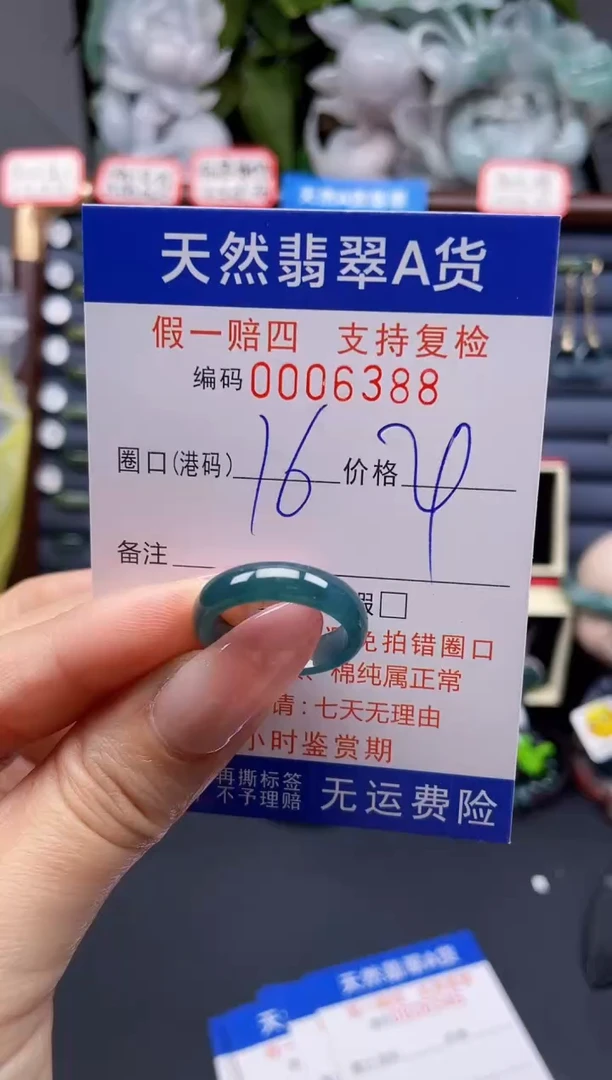 天然翡翠A货
假一赔四 支持复检
编码 0006388
圈口(港码) 16 价格
备注
免拍错圈口
棉纯属正常
请:七天无理由
小时鉴赏期
再撕标签
不予理赔
无运费险
天然翡翠A货
天